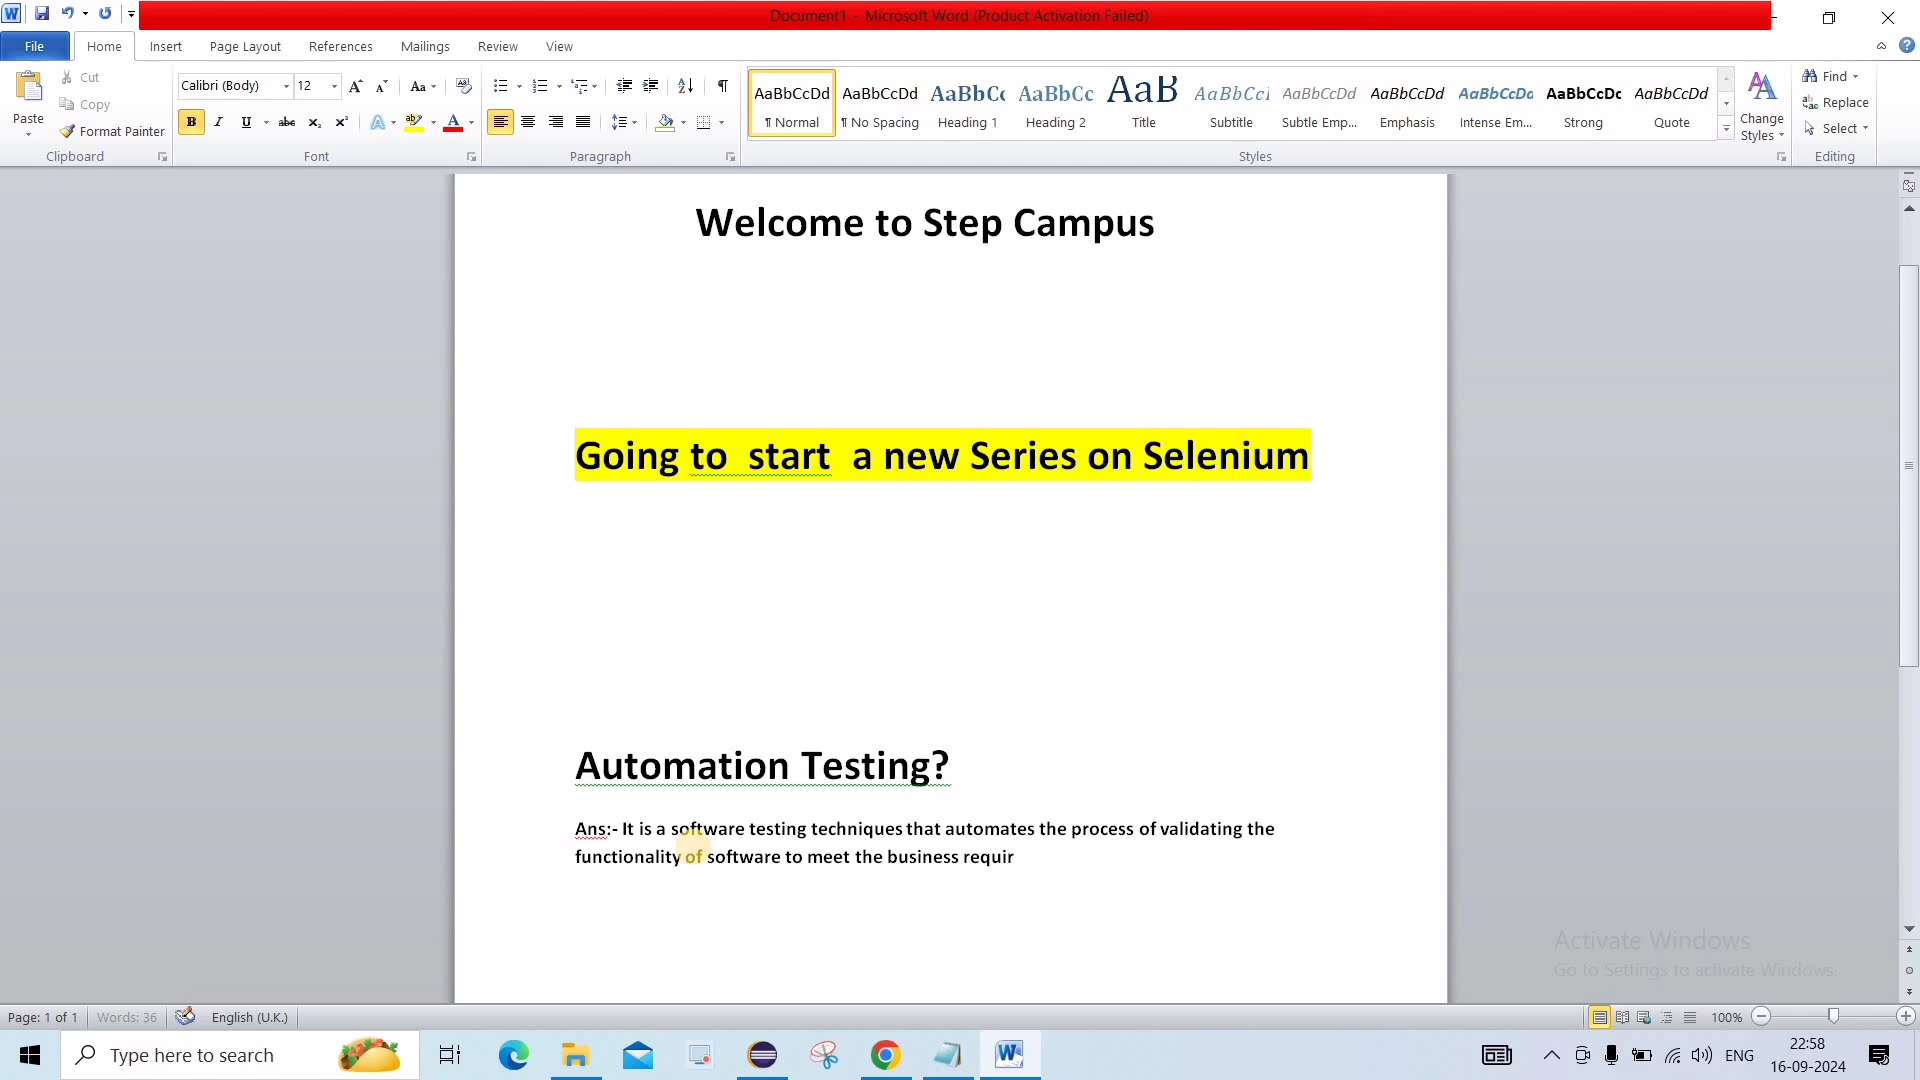 Document1 - Microsoft Word (Product Activation Failed)
File Home Insert Page Layout References Mailings Review View
Paste
Cut
Copy
Format Painter
Clipboard
Calibri (Body) 12
Font
Paragraph
AaBbCcDd AaBbCcDd AaBbCc AaBbCc AaB AaBbCcI AaBbCcDd AaBbCcDd AaBbCcDd AaBbCcDc AaBbCcDd
¶ Normal ¶ No Spacing Heading 1 Heading 2 Title Subtitle Subtle Emp... Emphasis Intense Em... Strong Quote
Styles
Change
Styles
Find
Replace
Select
Editing
Welcome to Step Campus
Going to  start  a new Series on Selenium
Automation Testing?
Ans:- It is a software testing techniques that automates the process of validating the
functionality of software to meet the business requir
Activate Windows
Go to Settings to activate Windows.
Page: 1 of 1 Words: 36 English (U.K.) 100%
Type here to search
ENG
22:58
16-09-2024